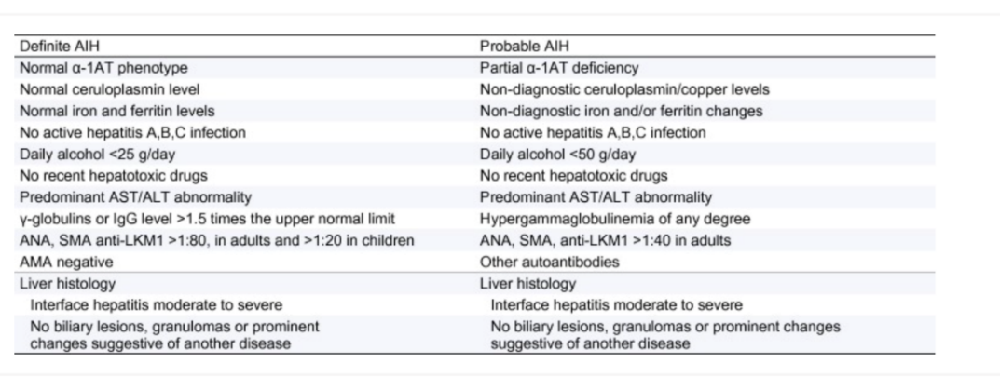 Definite AIH Probable AIH
Normal α-1AT phenotype Partial α-1AT deficiency
Normal ceruloplasmin level Non-diagnostic ceruloplasmin/copper levels
Normal iron and ferritin levels Non-diagnostic iron and/or ferritin changes
No active hepatitis A,B,C infection No active hepatitis A,B,C infection
Daily alcohol <25 g/day Daily alcohol <50 g/day
No recent hepatotoxic drugs No recent hepatotoxic drugs
Predominant AST/ALT abnormality Predominant AST/ALT abnormality
γ-globulins or IgG level >1.5 times the upper normal limit Hypergammaglobulinemia of any degree
ANA, SMA anti-LKM1 >1:80, in adults and >1:20 in children ANA, SMA, anti-LKM1 >1:40 in adults
AMA negative Other autoantibodies
Liver histology Liver histology
Interface hepatitis moderate to severe Interface hepatitis moderate to severe
No biliary lesions, granulomas or prominent No biliary lesions, granulomas or prominent changes
changes suggestive of another disease suggestive of another disease